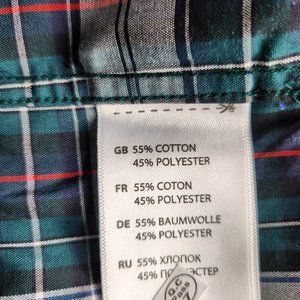 GB 55% COTTON
45% POLYESTER
FR 55% COTON
45% POLYESTER
DE 55% BAUMWOLLE
45% POLYESTER
RU 55% ХЛОПОК
45%
Q.C